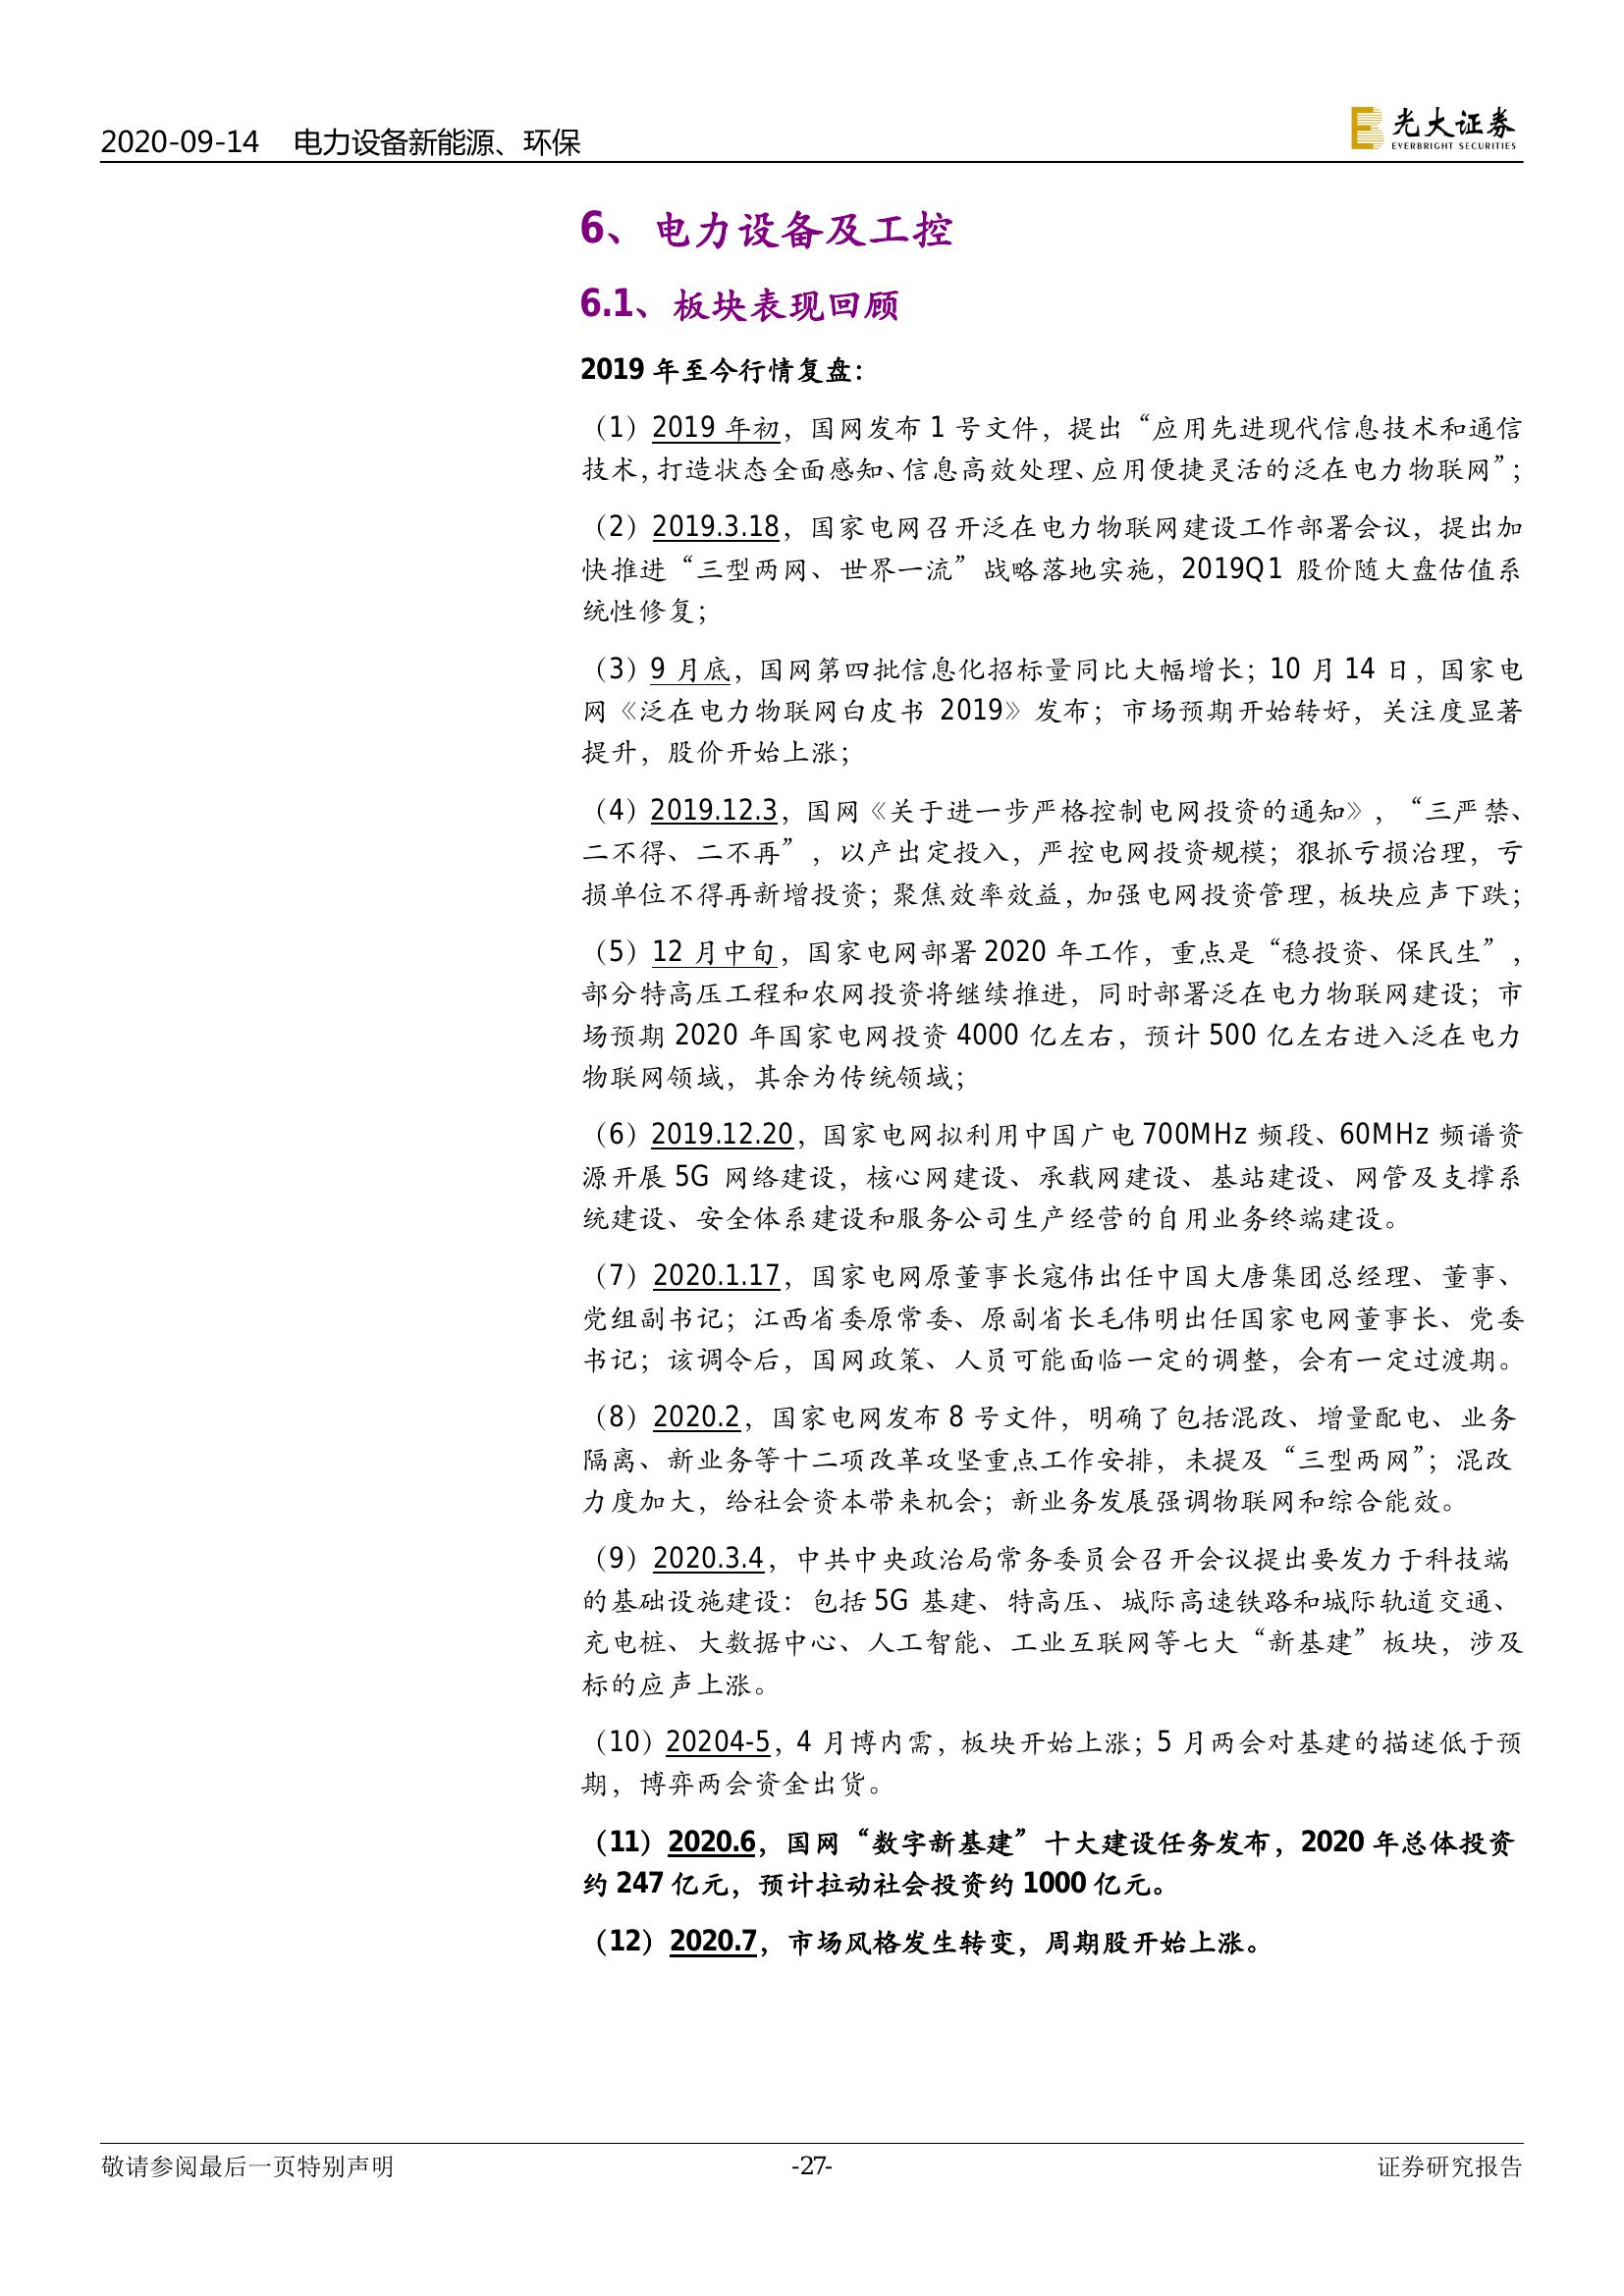 2020-09-14 电力设备新能源、环保
光大证券
EVERBRIGHT SECURITIES
6、电力设备及工控
6.1、板块表现回顾
2019 年至今行情复盘：
（1）2019 年初，国网发布 1 号文件，提出“应用先进现代信息技术和通信
技术，打造状态全面感知、信息高效处理、应用便捷灵活的泛在电力物联网”；
（2）2019.3.18，国家电网召开泛在电力物联网建设工作部署会议，提出加
快推进“三型两网、世界一流”战略落地实施，2019Q1 股价随大盘估值系
统性修复；
（3）9 月底，国网第四批信息化招标量同比大幅增长；10 月 14 日，国家电
网《泛在电力物联网白皮书 2019》发布；市场预期开始转好，关注度显著
提升，股价开始上涨；
（4）2019.12.3，国网《关于进一步严格控制电网投资的通知》，“三严禁、
二不得、二不再”，以产出定投入，严控电网投资规模；狠抓亏损治理，亏
损单位不得再新增投资；聚焦效率效益，加强电网投资管理，板块应声下跌；
（5）12 月中旬，国家电网部署 2020 年工作，重点是“稳投资、保民生”，
部分特高压工程和农网投资将继续推进，同时部署泛在电力物联网建设；市
场预期 2020 年国家电网投资 4000 亿左右，预计 500 亿左右进入泛在电力
物联网领域，其余为传统领域；
（6）2019.12.20，国家电网拟利用中国广电 700MHz 频段、60MHz 频谱资
源开展 5G 网络建设，核心网建设、承载网建设、基站建设、网管及支撑系
统建设、安全体系建设和服务公司生产经营的自用业务终端建设。
（7）2020.1.17，国家电网原董事长寇伟出任中国大唐集团总经理、董事、
党组副书记；江西省委原常委、原副省长毛伟明出任国家电网董事长、党委
书记；该调令后，国网政策、人员可能面临一定的调整，会有一定过渡期。
（8）2020.2，国家电网发布 8 号文件，明确了包括混改、增量配电、业务
隔离、新业务等十二项改革攻坚重点工作安排，未提及“三型两网”；混改
力度加大，给社会资本带来机会；新业务发展强调物联网和综合能效。
（9）2020.3.4，中共中央政治局常务委员会召开会议提出要发力于科技端
的基础设施建设：包括 5G 基建、特高压、城际高速铁路和城际轨道交通、
充电桩、大数据中心、人工智能、工业互联网等七大“新基建”板块，涉及
标的应声上涨。
（10）20204-5，4 月博内需，板块开始上涨；5 月两会对基建的描述低于预
期，博弈两会资金出货。
（11）2020.6，国网“数字新基建”十大建设任务发布，2020 年总体投资
约 247 亿元，预计拉动社会投资约 1000 亿元。
（12）2020.7，市场风格发生转变，周期股开始上涨。
敬请参阅最后一页特别声明 -27- 证券研究报告